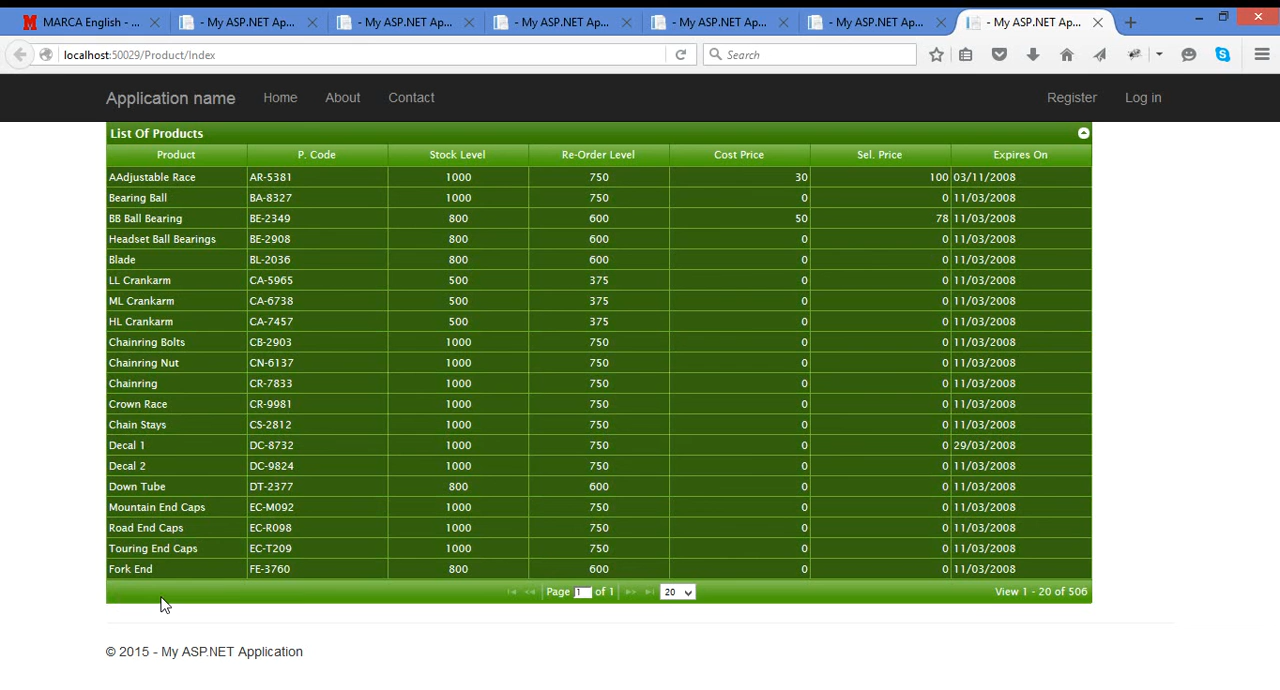 MARCA English - ...
- My ASP.NET Ap...
- My ASP.NET Ap...
- My ASP.NET Ap...
- My ASP.NET Ap...
- My ASP.NET Ap...
- My ASP.NET Ap...
localhost:50029/Product/Index
Search
Application name Home About Contact Register Log in
List Of Products
Product P. Code Stock Level Re-Order Level Cost Price Sel. Price Expires On
AAdjustable Race AR-5381 1000 750 30 100 03/11/2008
Bearing Ball BA-8327 1000 750 0 0 11/03/2008
BB Ball Bearing BE-2349 800 600 50 78 11/03/2008
Headset Ball Bearings BE-2908 800 600 0 0 11/03/2008
Blade BL-2036 800 600 0 0 11/03/2008
LL Crankarm CA-5965 500 375 0 0 11/03/2008
ML Crankarm CA-6738 500 375 0 0 11/03/2008
HL Crankarm CA-7457 500 375 0 0 11/03/2008
Chainring Bolts CB-2903 1000 750 0 0 11/03/2008
Chainring Nut CN-6137 1000 750 0 0 11/03/2008
Chainring CR-7833 1000 750 0 0 11/03/2008
Crown Race CR-9981 1000 750 0 0 11/03/2008
Chain Stays CS-2812 1000 750 0 0 11/03/2008
Decal 1 DC-8732 1000 750 0 0 29/03/2008
Decal 2 DC-9824 1000 750 0 0 11/03/2008
Down Tube DT-2377 800 600 0 0 11/03/2008
Mountain End Caps EC-M092 1000 750 0 0 11/03/2008
Road End Caps EC-R098 1000 750 0 0 11/03/2008
Touring End Caps EC-T209 1000 750 0 0 11/03/2008
Fork End FE-3760 800 600 0 0 11/03/2008
Page 1 of 1 20 View 1 - 20 of 506
© 2015 - My ASP.NET Application